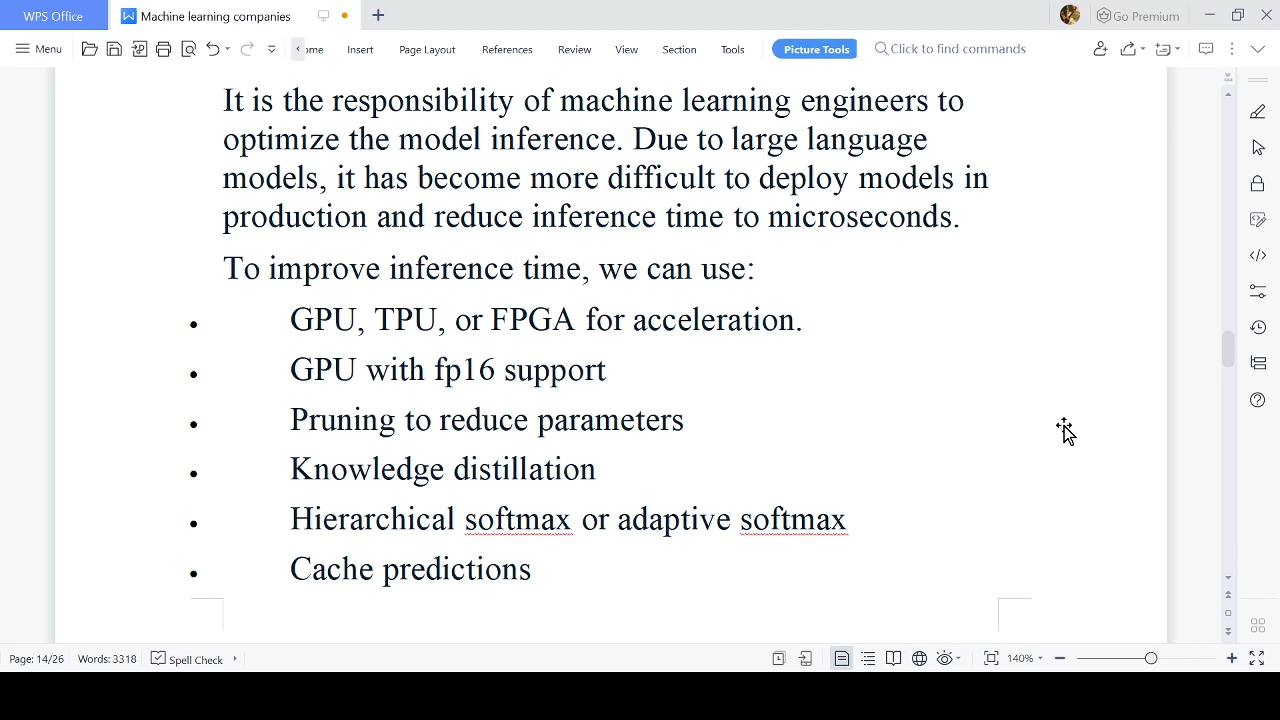 WPS Office
Machine learning companies
Go Premium
Menu
ome Insert Page Layout References Review View Section Tools Picture Tools Click to find commands
It is the responsibility of machine learning engineers to
optimize the model inference. Due to large language
models, it has become more difficult to deploy models in
production and reduce inference time to microseconds.
To improve inference time, we can use:
• GPU, TPU, or FPGA for acceleration.
• GPU with fp16 support
• Pruning to reduce parameters
• Knowledge distillation
• Hierarchical softmax or adaptive softmax
• Cache predictions
Page: 14/26 Words: 3318 Spell Check 140%